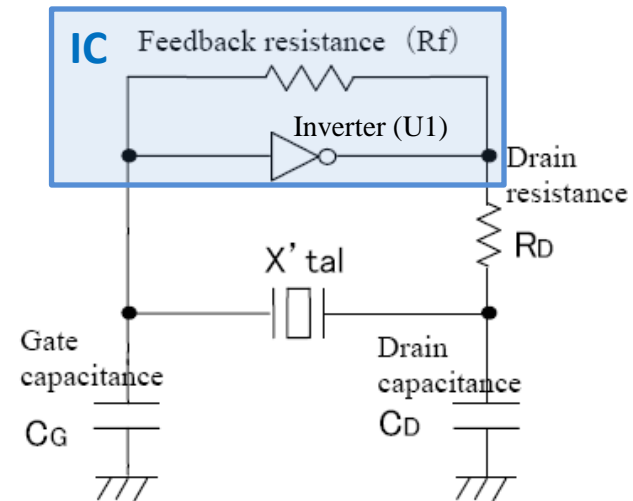 IC
Feedback resistance （Rf）
Inverter (U1)
Drain
resistance
RD
X’tal
Gate
capacitance
CG
Drain
capacitance
CD